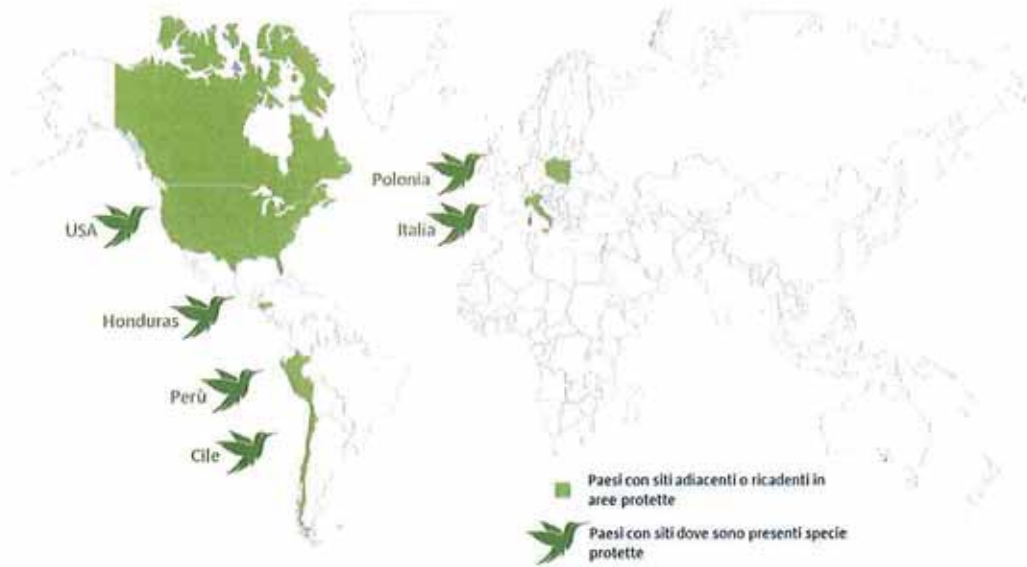 Polonia
USA
Italia
Honduras
Perù
Cile
Paesi con siti adiacenti o ricadenti in
aree protette
Paesi con siti dove sono presenti specie
protette